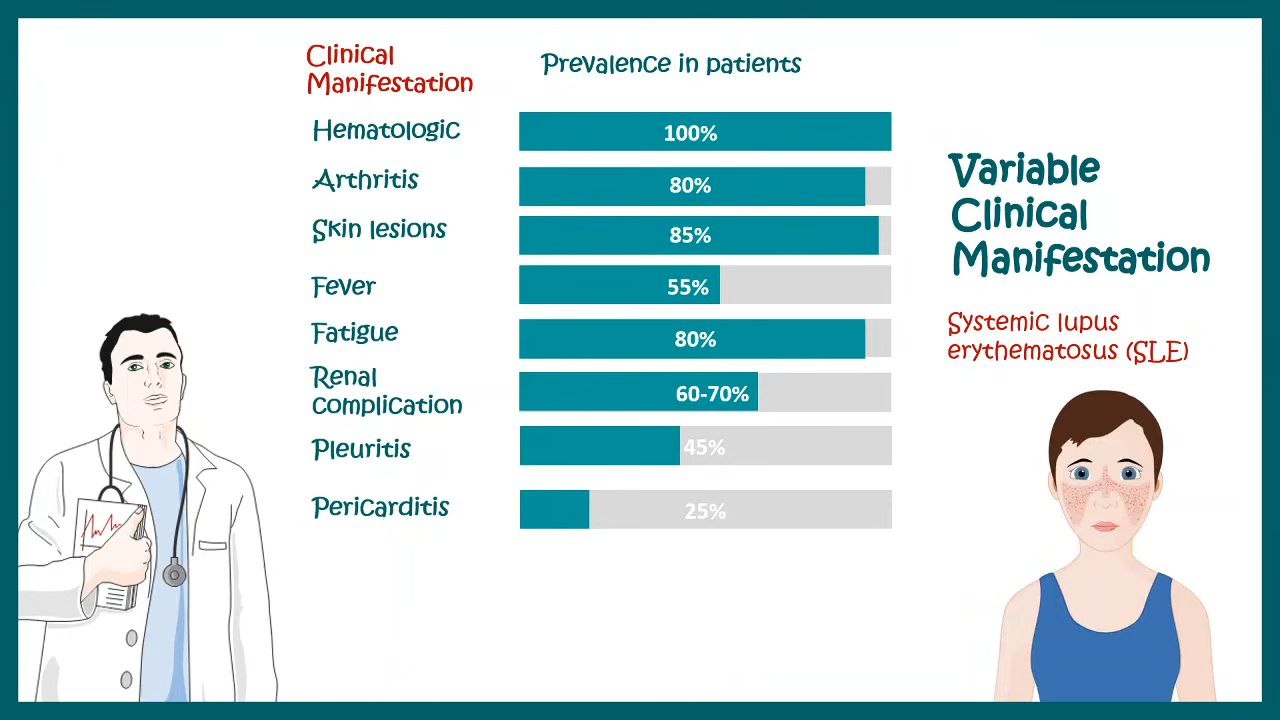 Clinical
Manifestation
Prevalence in patients
Hematologic
100%
Arthritis
80%
Skin lesions
85%
Fever
55%
Fatigue
80%
Renal
complication
60-70%
Pleuritis
45%
Pericarditis
25%
Variable
Clinical
Manifestation
Systemic lupus
erythematosus (SLE)